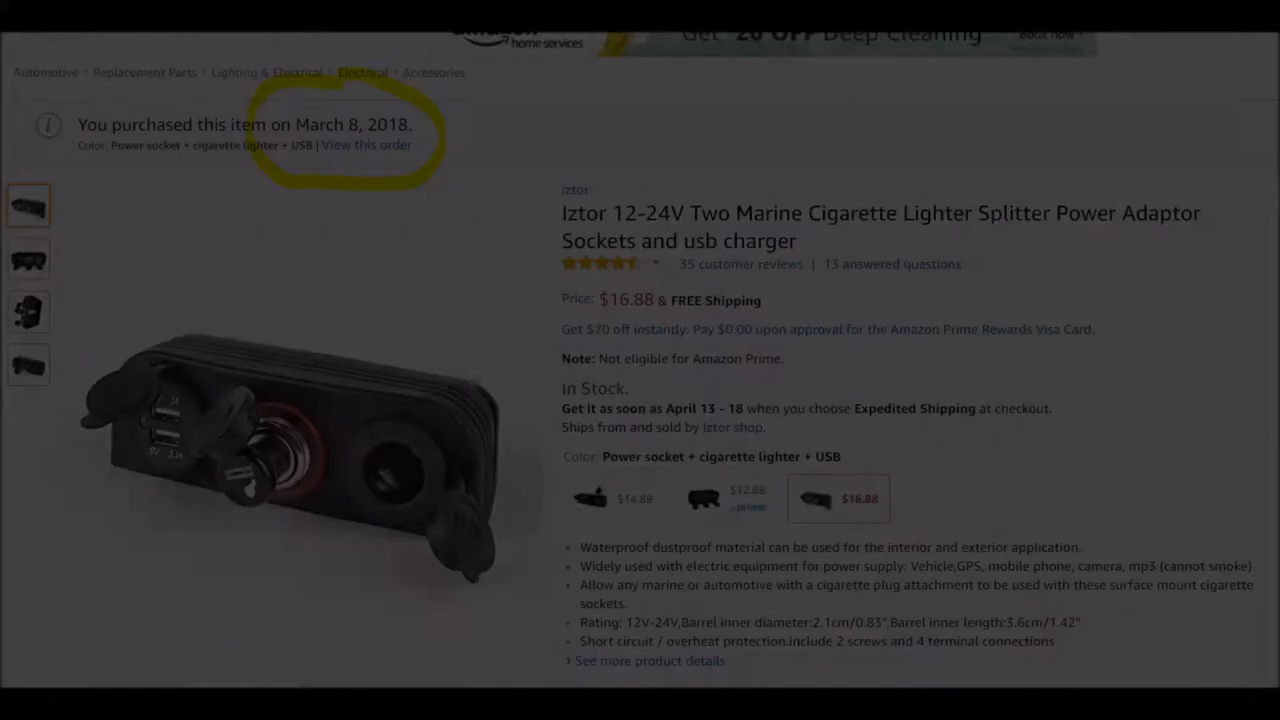 amazon
home services
Get $20 OFF Deep Cleaning
Book now ›
Automotive › Replacement Parts › Lighting & Electrical › Electrical › Accessories
i
You purchased this item on March 8, 2018.
Color: Power socket + cigarette lighter + USB | View this order
iztor
Iztor 12-24V Two Marine Cigarette Lighter Splitter Power Adaptor
Sockets and usb charger
35 customer reviews | 13 answered questions
Price: $16.88 & FREE Shipping
Get $70 off instantly: Pay $0.00 upon approval for the Amazon Prime Rewards Visa Card.
Note: Not eligible for Amazon Prime.
In Stock.
Get it as soon as April 13 - 18 when you choose Expedited Shipping at checkout.
Ships from and sold by Iztor shop.
Color: Power socket + cigarette lighter + USB
$14.88
$12.88
prime
$16.88
• Waterproof dustproof material can be used for the interior and exterior application.
• Widely used with electric equipment for power supply: Vehicle,GPS, mobile phone, camera, mp3 (cannot smoke)
• Allow any marine or automotive with a cigarette plug attachment to be used with these surface mount cigarette
sockets.
• Rating: 12V-24V,Barrel inner diameter:2.1cm/0.83",Barrel inner length:3.6cm/1.42"
• Short circuit / overheat protection.include 2 screws and 4 terminal connections
› See more product details
1A
5V 2.1A